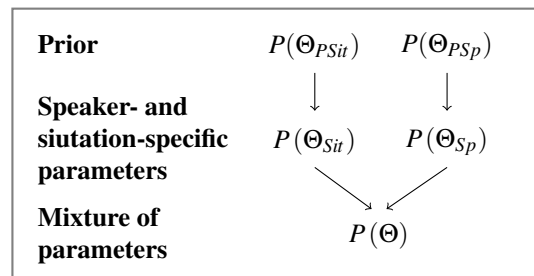 Prior P(Θ_PSit) P(Θ_PSp)
Speaker- and
siutation-specific P(Θ_Sit) P(Θ_Sp)
parameters
Mixture of P(Θ)
parameters